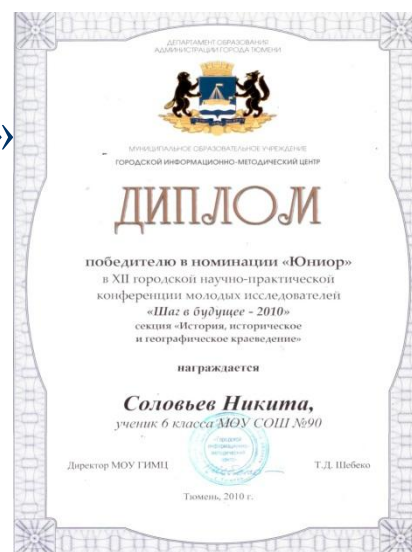 »
ДЕПАРТАМЕНТ ОБРАЗОВАНИЯ
АДМИНИСТРАЦИИ ГОРОДА ТЮМЕНИ
МУНИЦИПАЛЬНОЕ ОБРАЗОВАТЕЛЬНОЕ УЧРЕЖДЕНИЕ
ГОРОДСКОЙ ИНФОРМАЦИОННО-МЕТОДИЧЕСКИЙ ЦЕНТР
ДИПЛОМ
победителю в номинации «Юниор»
в XII городской научно-практической
конференции молодых исследователей
«Шаг в будущее - 2010»
секция «История, историческое
и географическое краеведение»
награждается
Соловьев Никита,
ученик 6 класса МОУ СОШ №90
Директор МОУ ГИМЦ
Т.Д. Шебеко
Тюмень, 2010 г.